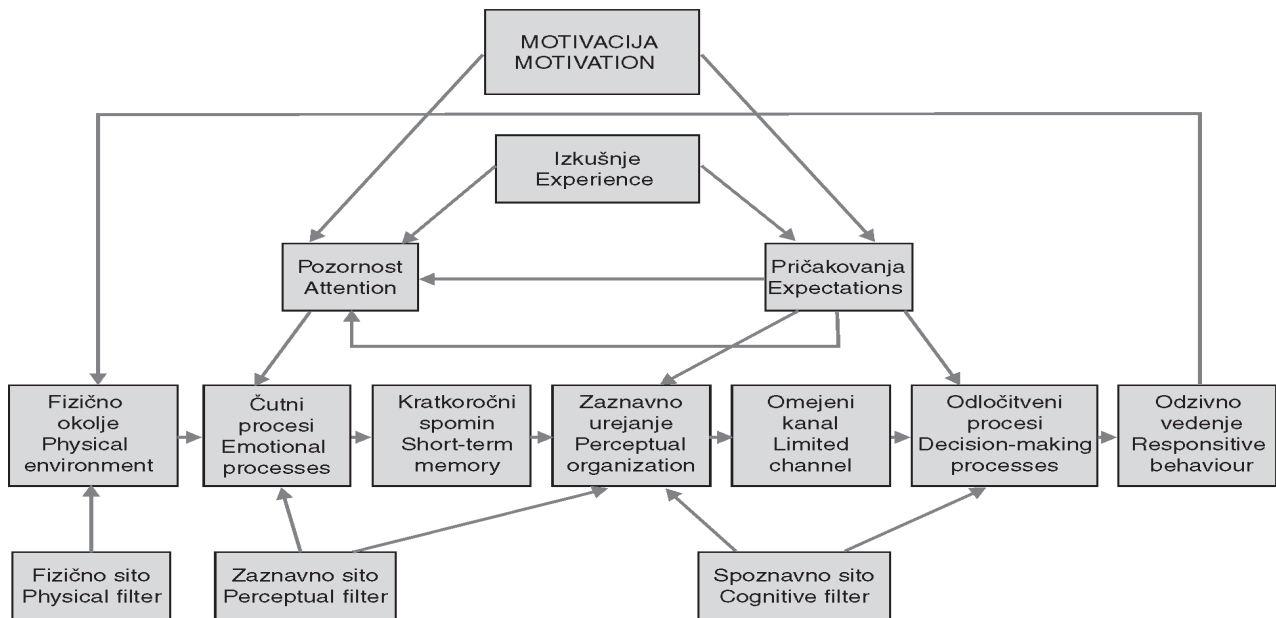 MOTIVACIJA
MOTIVATION
Izkušnje
Experience
Pozornost
Attention
Pričakovanja
Expectations
Fizično
okolje
Physical
environment
Čutni
procesi
Emotional
processes
Kratkoročni
spomin
Short-term
memory
Zaznavno
urejanje
Perceptual
organization
Omejeni
kanal
Limited
channel
Odločitveni
procesi
Decision-making
processes
Odzivno
vedenje
Responsitive
behaviour
Fizično sito
Physical filter
Zaznavno sito
Perceptual filter
Spoznavno sito
Cognitive filter